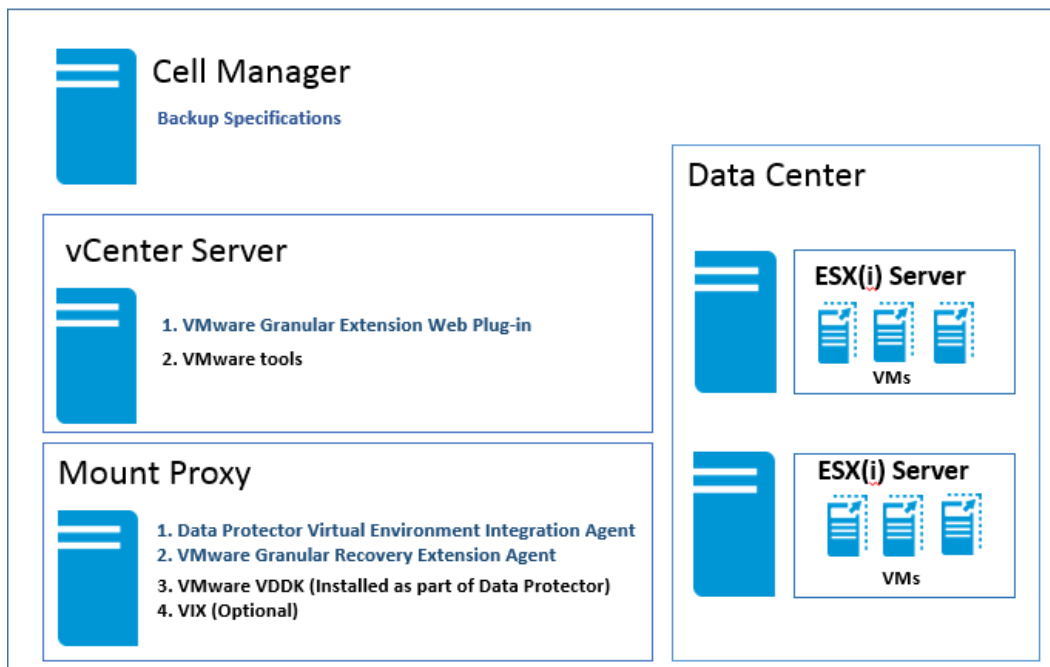 Cell Manager
Backup Specifications
vCenter Server
1. VMware Granular Extension Web Plug-in
2. VMware tools
Mount Proxy
1. Data Protector Virtual Environment Integration Agent
2. VMware Granular Recovery Extension Agent
3. VMware VDDK (Installed as part of Data Protector)
4. VIX (Optional)
Data Center
ESX(i) Server
VMs
ESX(i) Server
VMs